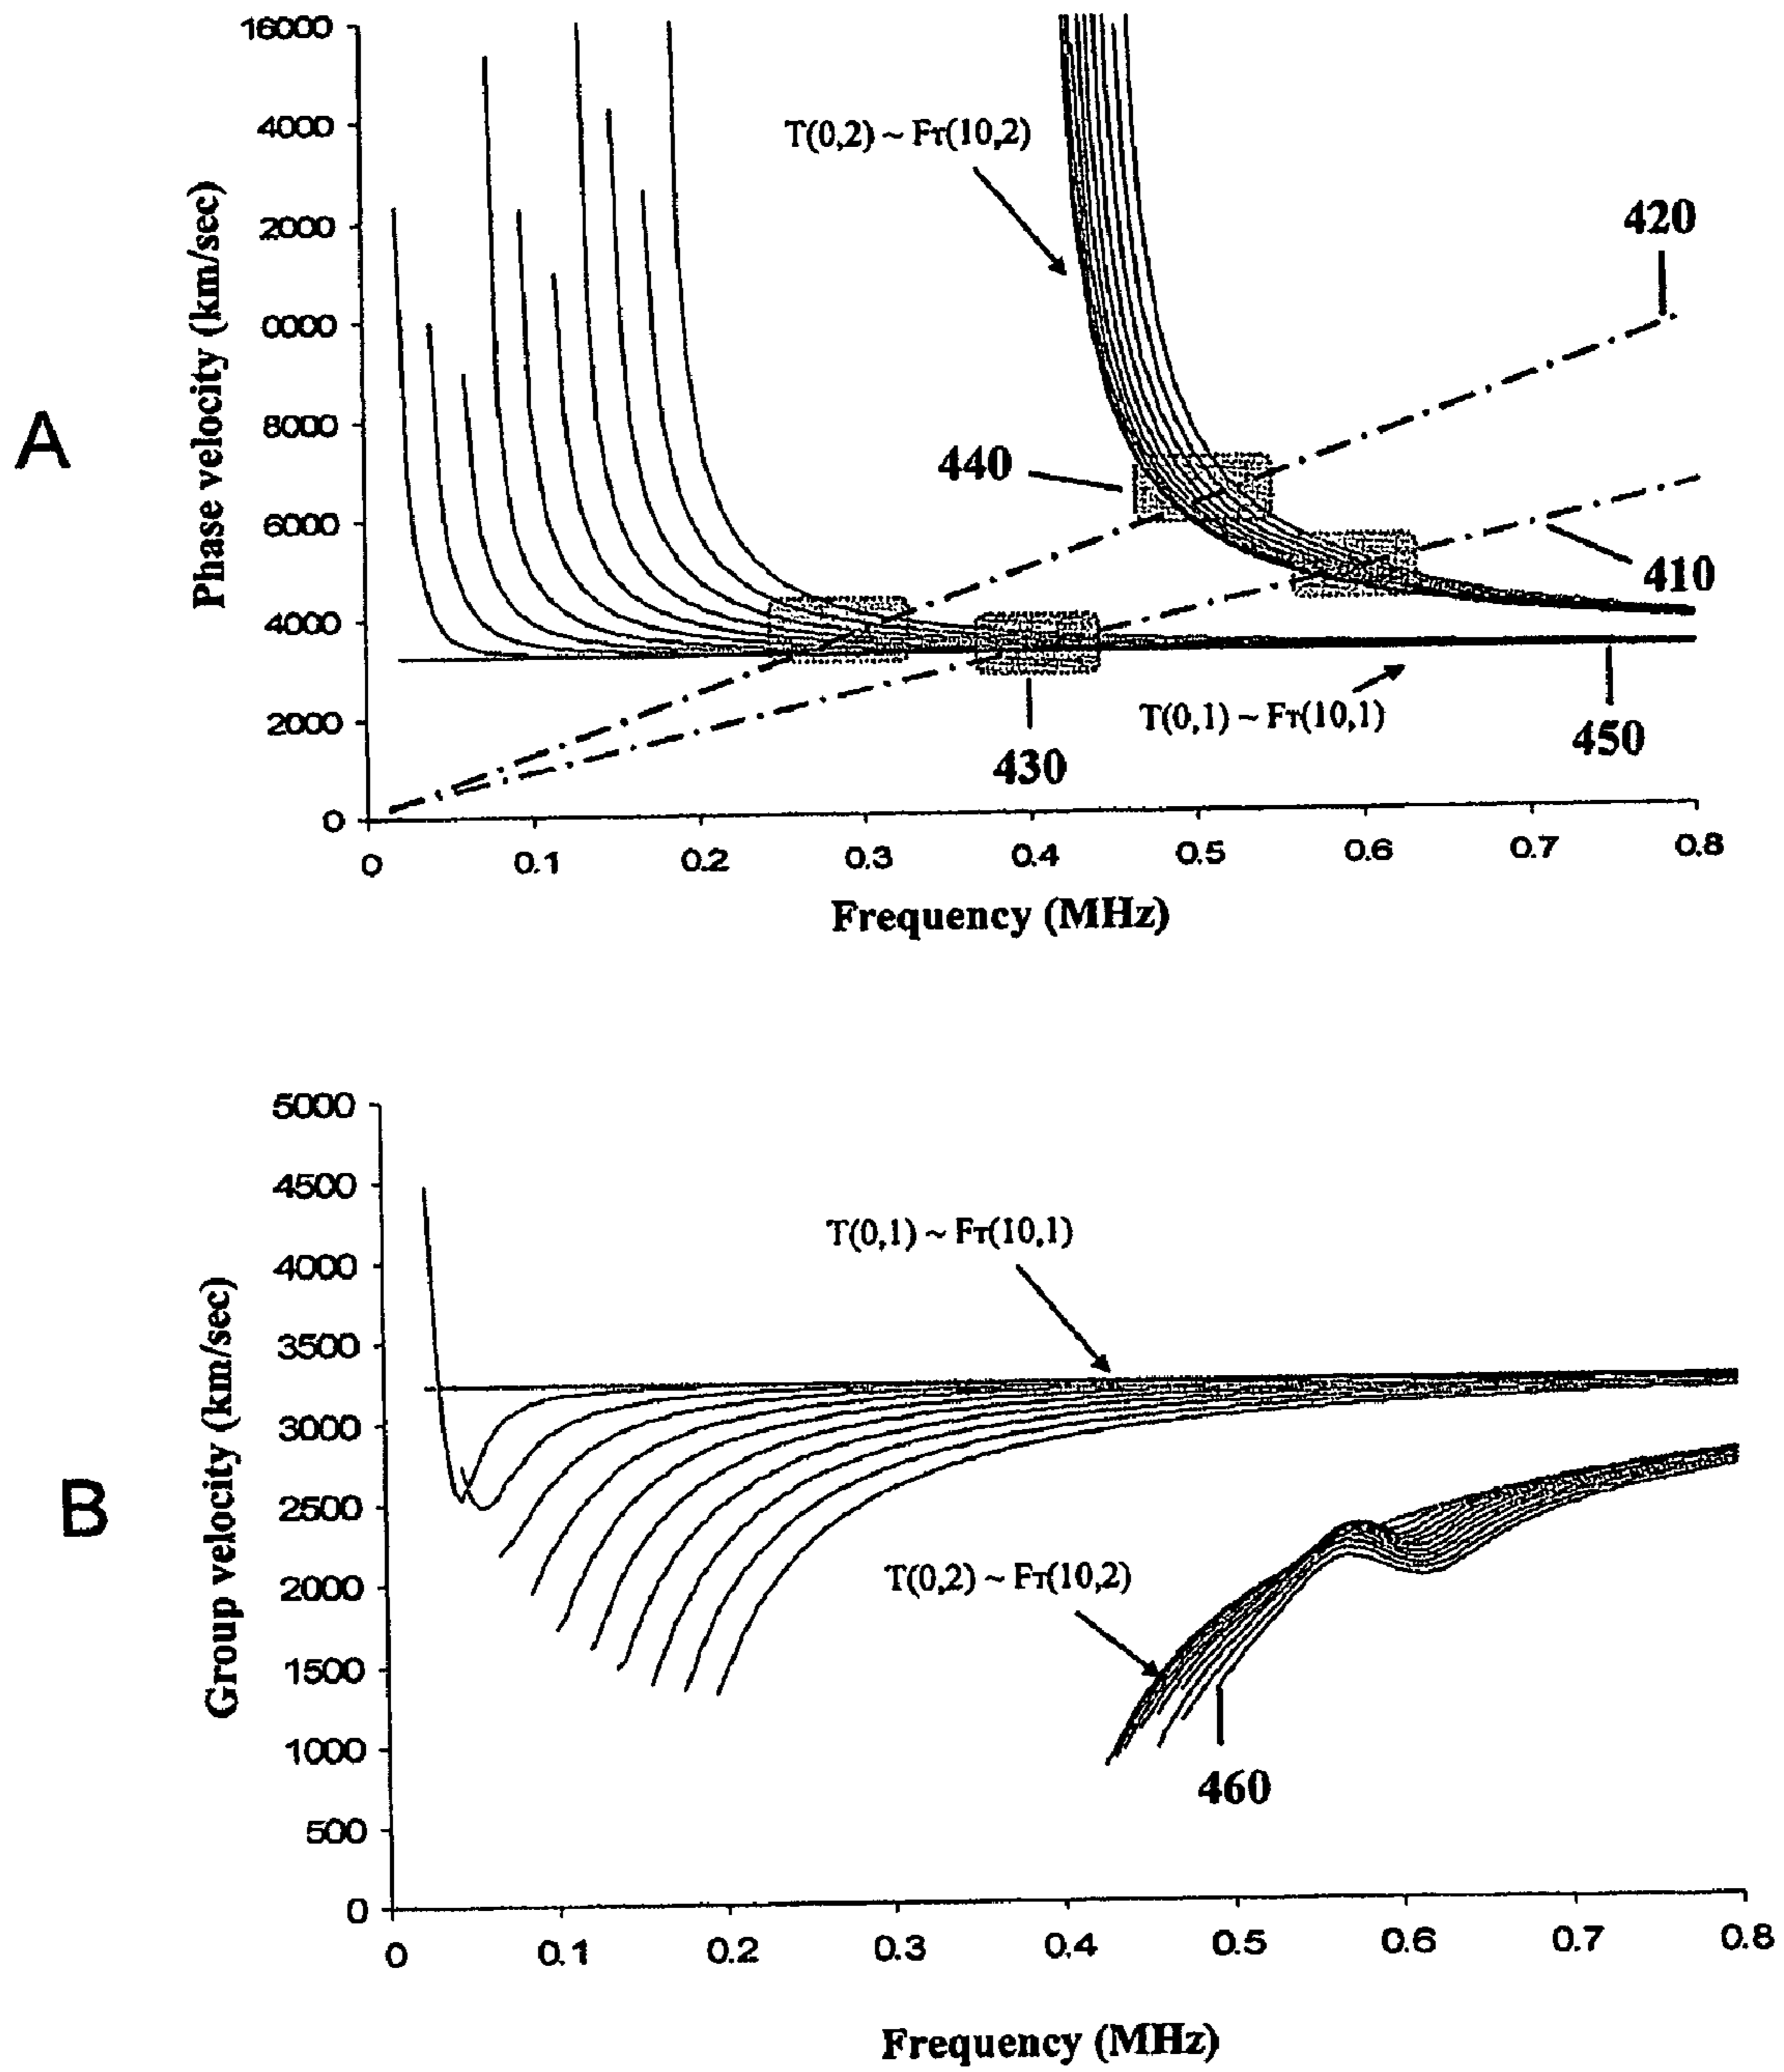 A
Phase velocity (km/sec)
16000
4000
2000
0000
8000
6000
4000
2000
0
T(0,2) ~ FT(10,2)
420
440
410
T(0,1) ~ FT(10,1)
450
430
0 0.1 0.2 0.3 0.4 0.5 0.6 0.7 0.8
Frequency (MHz)
B
Group velocity (km/sec)
5000
4500
4000
3500
3000
2500
2000
1500
1000
500
0
T(0,1) ~ FT(10,1)
T(0,2) ~ FT(10,2)
460
0 0.1 0.2 0.3 0.4 0.5 0.6 0.7 0.8
Frequency (MHz)